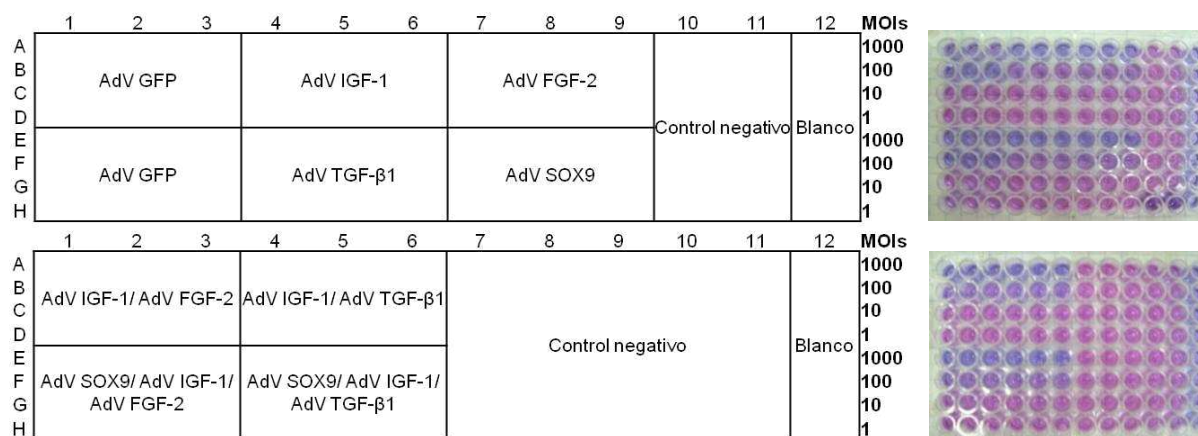 1 2 3 4 5 6 7 8 9 10 11 12 MOIs
A 1000
B 100
AdV GFP AdV IGF-1 AdV FGF-2
C 10
D 1
Control negativo Blanco
E 1000
F 100
AdV GFP AdV TGF-β1 AdV SOX9
G 10
H 1
1 2 3 4 5 6 7 8 9 10 11 12 MOIs
A 1000
B 100
AdV IGF-1/ AdV FGF-2 AdV IGF-1/ AdV TGF-β1
C 10
D 1
Control negativo Blanco
E 1000
F 100
AdV SOX9/ AdV IGF-1/ AdV SOX9/ AdV IGF-1/
AdV FGF-2 AdV TGF-β1
G 10
H 1